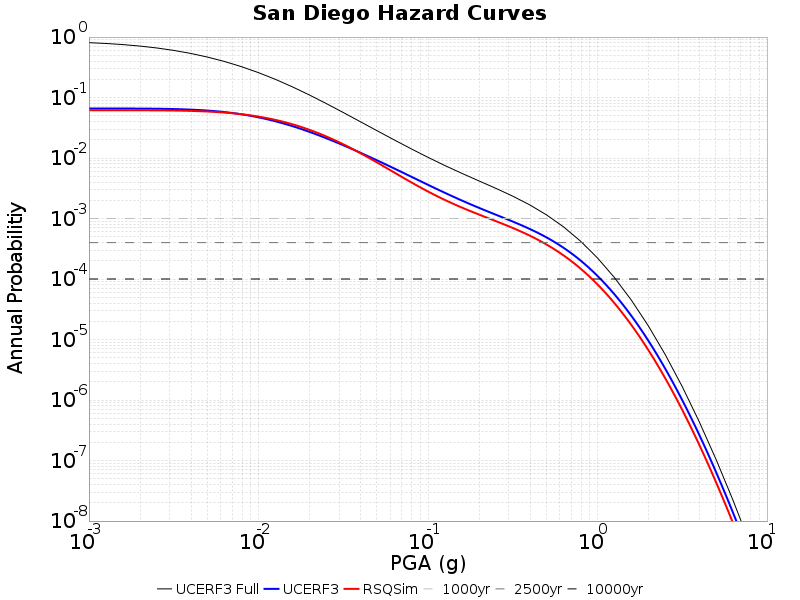 San Diego Hazard Curves
10^0
10^-1
10^-2
10^-3
10^-4
10^-5
10^-6
10^-7
10^-8
Annual Probabilitiy
10^-3 10^-2 10^-1 10^0 10^1
PGA (g)
UCERF3 Full UCERF3 RSQSim 1000yr 2500yr 10000yr